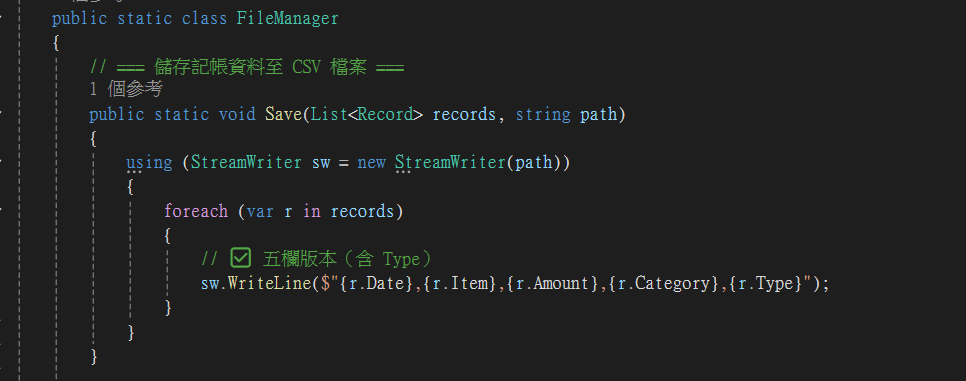 public static class FileManager
{
// === 儲存記帳資料至 CSV 檔案 ===
1 個參考
public static void Save(List<Record> records, string path)
{
using (StreamWriter sw = new StreamWriter(path))
{
foreach (var r in records)
{
// ✅ 五欄版本（含 Type）
sw.WriteLine($"{r.Date},{r.Item},{r.Amount},{r.Category},{r.Type}");
}
}
}